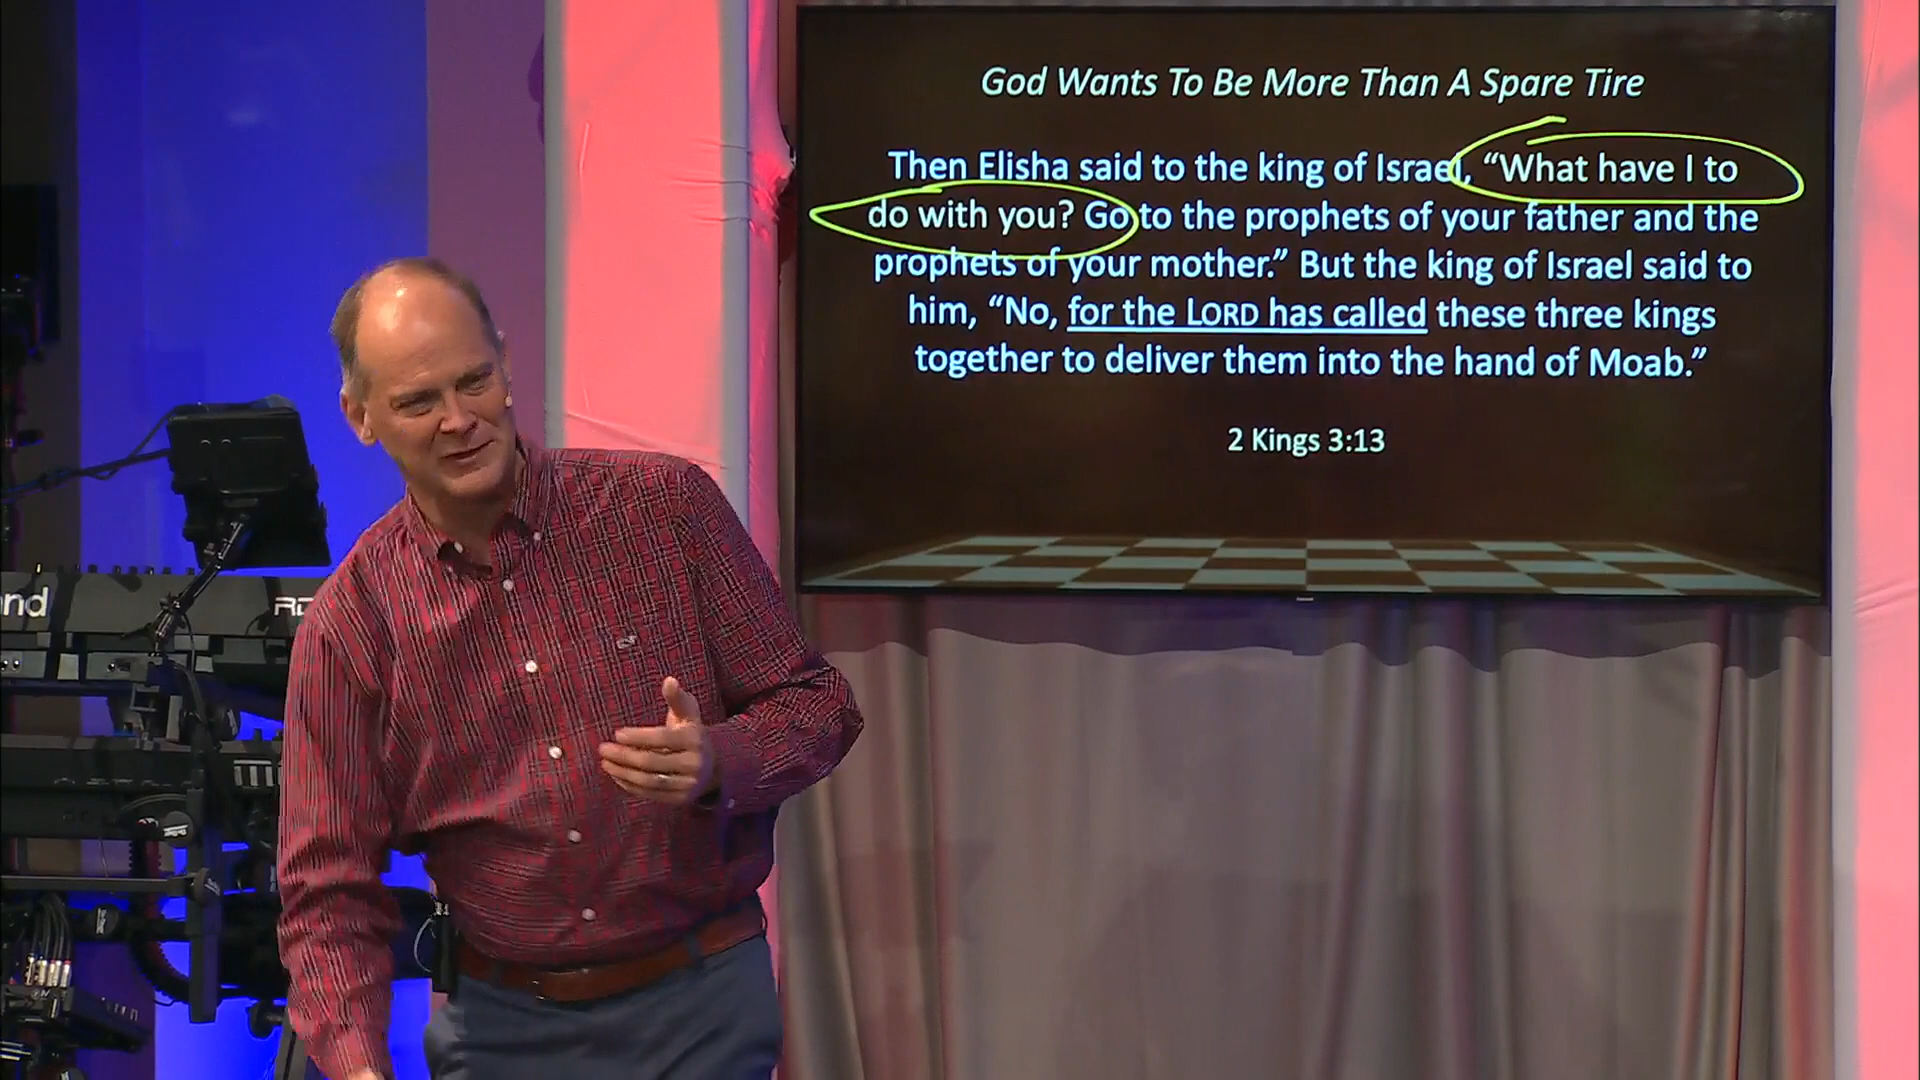 God Wants To Be More Than A Spare Tire
Then Elisha said to the king of Israel, “What have I to
do with you? Go to the prophets of your father and the
prophets of your mother.” But the king of Israel said to
him, “No, for the LORD has called these three kings
together to deliver them into the hand of Moab.”
2 Kings 3:13
nd
RD